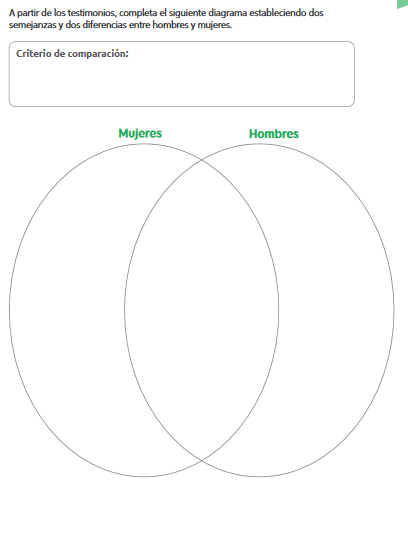 A partir de los testimonios, completa el siguiente diagrama estableciendo dos
semejanzas y dos diferencias entre hombres y mujeres.
Criterio de comparación:
Mujeres
Hombres